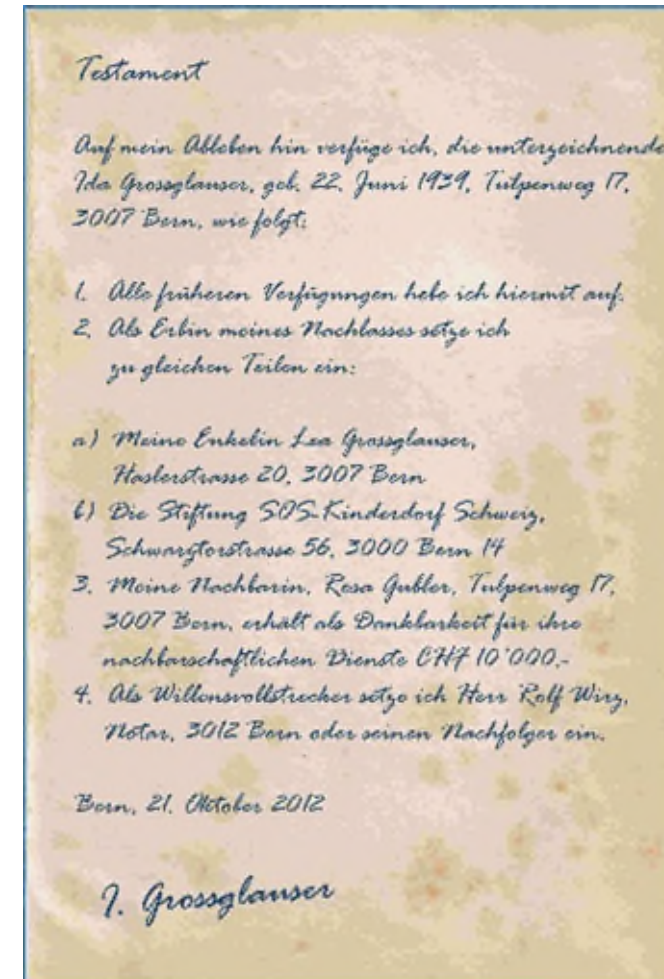 Testament
Auf mein Ableben hin verfüge ich, die unterzeichnende
Ida Grossglauser, geb. 22. Juni 1939, Tulpenweg 17,
3007 Bern, wie folgt:
1. Alle früheren Verfügungen hebe ich hiermit auf.
2. Als Erbin meines Nachlasses setze ich
zu gleichen Teilen ein:
a) Meine Enkelin Lea Grossglauser,
Haslerstrasse 20, 3007 Bern
b) Die Stiftung SOS-Kinderdorf Schweiz,
Schwarztorstrasse 56, 3000 Bern 14
3. Meine Nachbarin, Rosa Gubler, Tulpenweg 17,
3007 Bern, erhält als Dankbarkeit für ihre
nachbarschaftlichen Dienste CHF 10'000.-
4. Als Willensvollstrecker setze ich Herr Rolf Wirz,
Notar, 3012 Bern oder seinen Nachfolger ein.
Bern, 21. Oktober 2012
I. Grossglauser